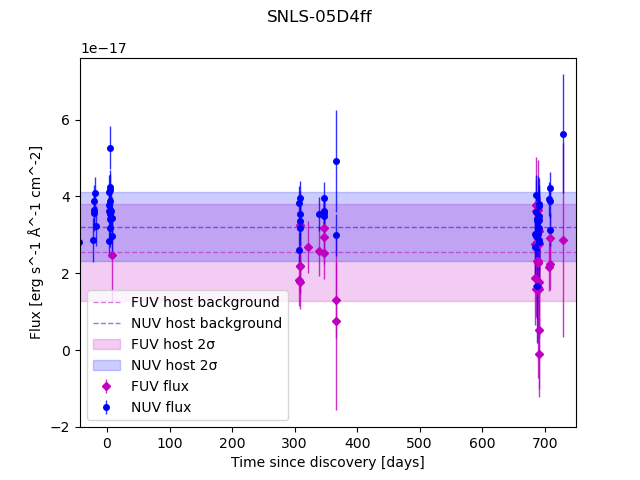 SNLS-05D4ff
1e−17
Flux [erg s^-1 Å^-1 cm^-2]
6
4
2
0
−2
FUV host background
NUV host background
FUV host 2σ
NUV host 2σ
FUV flux
NUV flux
0 100 200 300 400 500 600 700
Time since discovery [days]